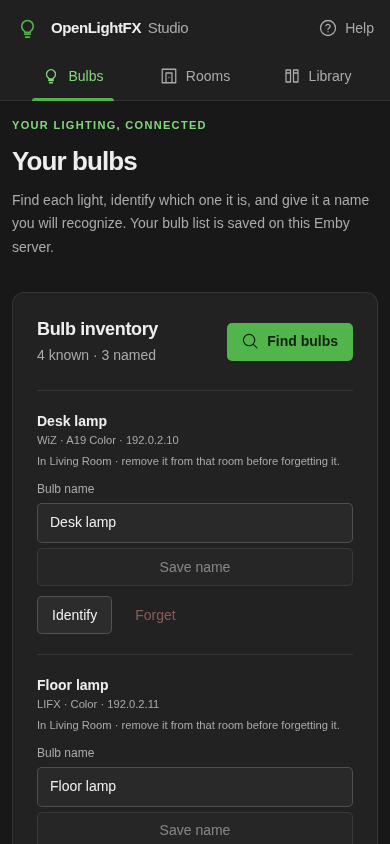 OpenLightFX Studio
Help
Bulbs
Rooms
Library
YOUR LIGHTING, CONNECTED
Your bulbs
Find each light, identify which one it is, and give it a name
you will recognize. Your bulb list is saved on this Emby
server.
Bulb inventory
4 known · 3 named
Find bulbs
Desk lamp
WiZ · A19 Color · 192.0.2.10
In Living Room · remove it from that room before forgetting it.
Bulb name
Desk lamp
Save name
Identify
Forget
Floor lamp
LIFX · Color · 192.0.2.11
In Living Room · remove it from that room before forgetting it.
Bulb name
Floor lamp
Save name